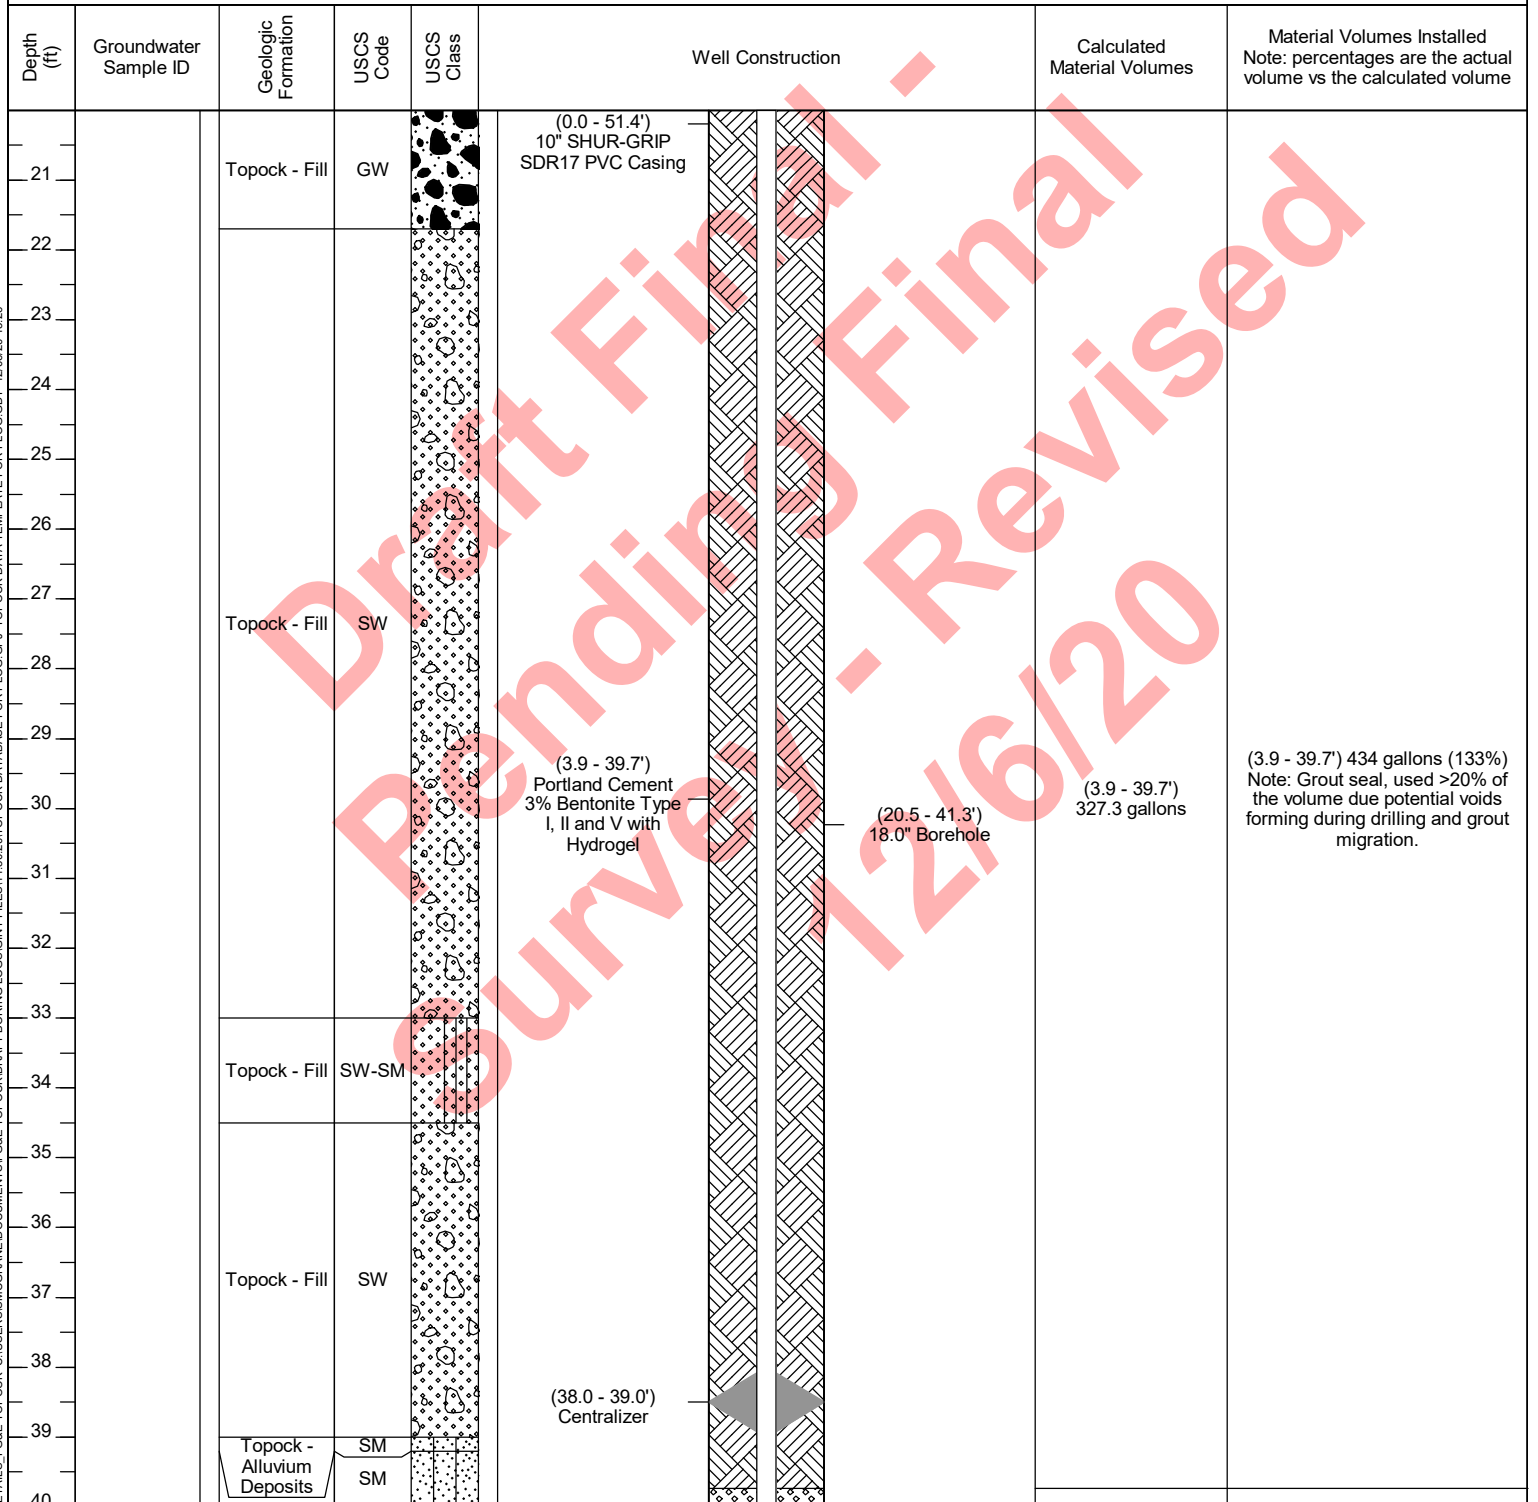 Depth (ft)
Groundwater Sample ID
Geologic Formation
USCS Code
USCS Class
Well Construction
Calculated Material Volumes
Material Volumes Installed
Note: percentages are the actual volume vs the calculated volume
Draft Final -
Pending Final
Survey - Revised
12/6/20
21
22
23
24
25
26
27
28
29
30
31
32
33
34
35
36
37
38
39
40
Topock - Fill
GW
Topock - Fill
SW
Topock - Fill
SW-SM
Topock - Fill
SW
Topock -
Alluvium
Deposits
SM
SM
(0.0 - 51.4')
10" SHUR-GRIP
SDR17 PVC Casing
(3.9 - 39.7')
Portland Cement
3% Bentonite Type
I, II and V with
Hydrogel
(20.5 - 41.3')
18.0" Borehole
(38.0 - 39.0')
Centralizer
(3.9 - 39.7')
327.3 gallons
(3.9 - 39.7') 434 gallons (133%)
Note: Grout seal, used >20% of
the volume due potential voids
forming during drilling and grout
migration.